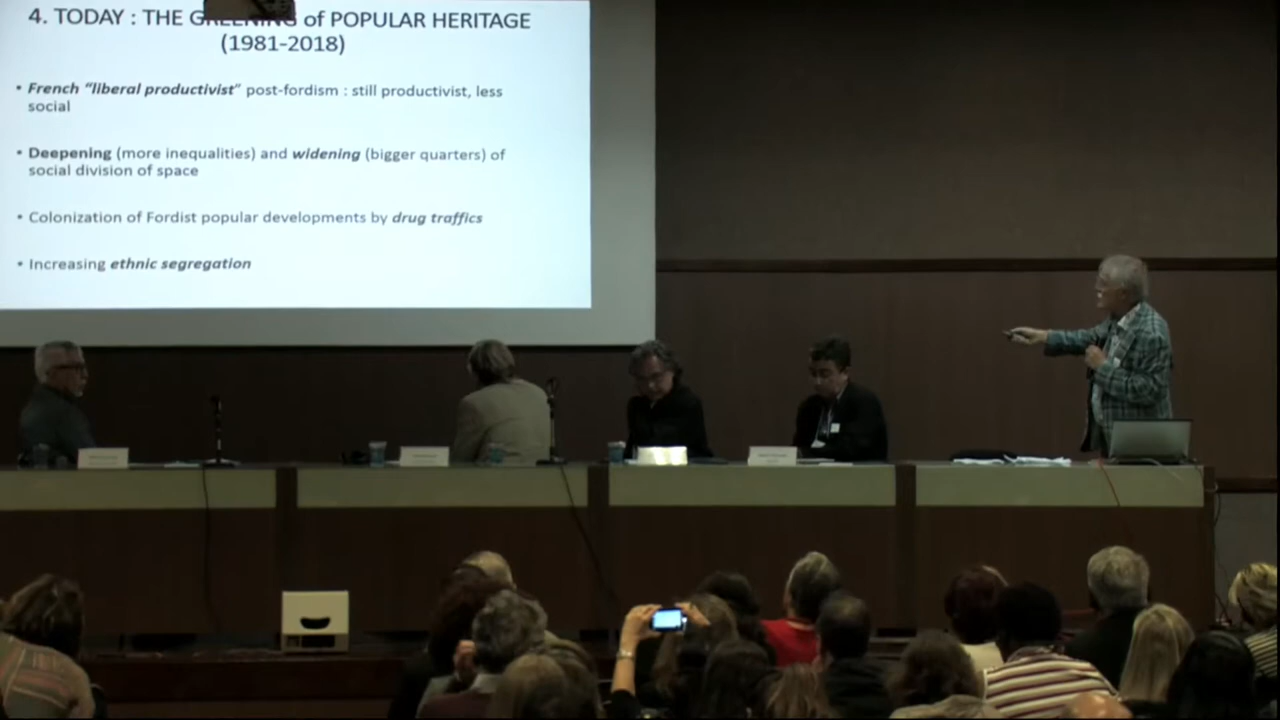 4. TODAY : THE GREENING of POPULAR HERITAGE
(1981-2018)
• French “liberal productivist” post-fordism : still productivist, less
social
• Deepening (more inequalities) and widening (bigger quarters) of
social division of space
• Colonization of Fordist popular developments by drug traffics
• Increasing ethnic segregation